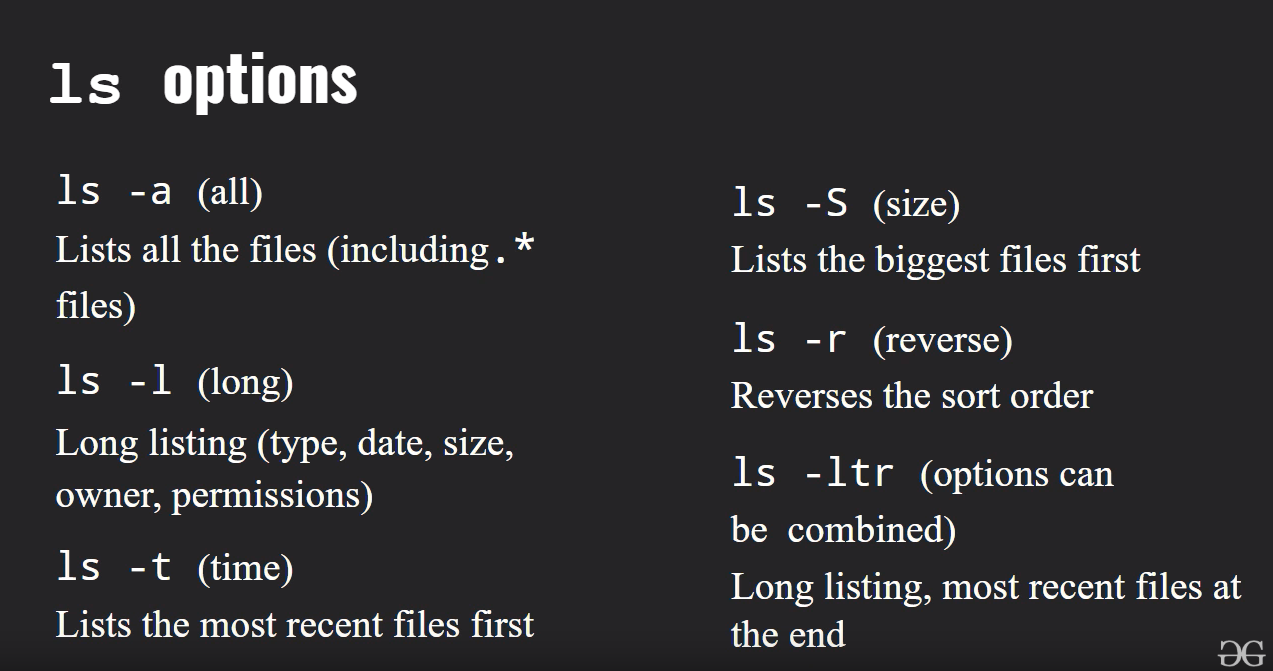 ls options
ls -a (all)
Lists all the files (including.*
files)
ls -l (long)
Long listing (type, date, size,
owner, permissions)
ls -t (time)
Lists the most recent files first
ls -S (size)
Lists the biggest files first
ls -r (reverse)
Reverses the sort order
ls -ltr (options can
be combined)
Long listing, most recent files at
the end